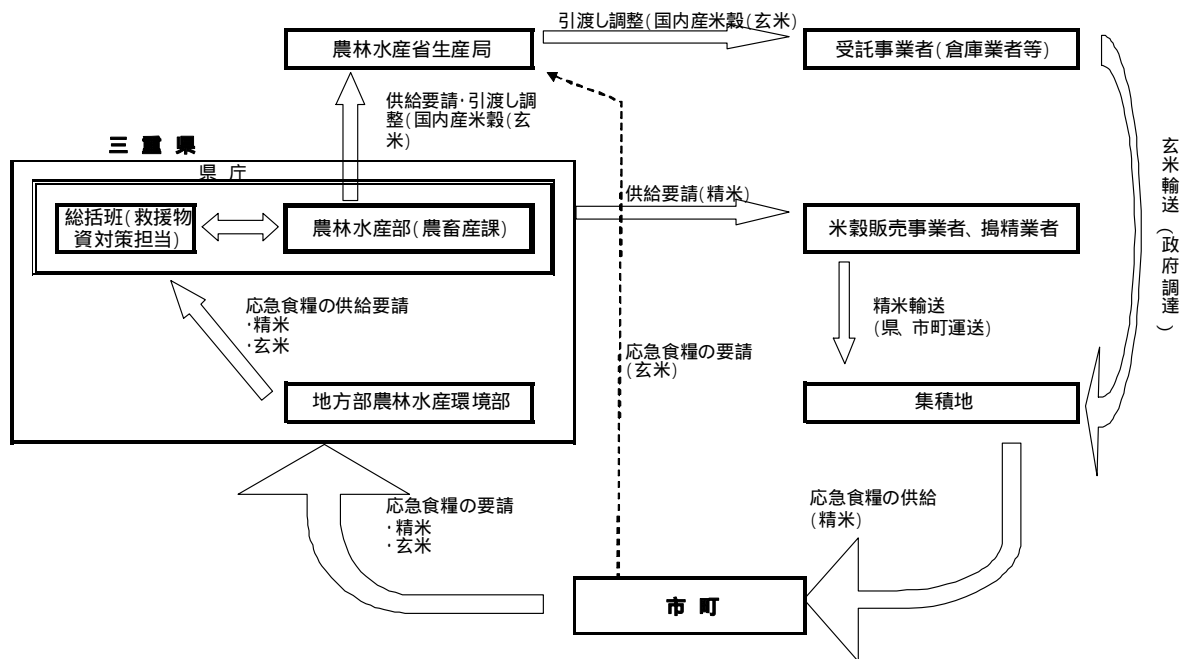 引渡し調整(国内産米穀(玄米)
農林水産省生産局
受託事業者(倉庫業者等)
供給要請・引渡し調
整(国内産米穀(玄
米)
三 重 県
県 庁
総括班(救援物
資対策担当)
農林水産部(農畜産課)
供給要請(精米)
米穀販売事業者、搗精業者
玄米輸送(政府調達)
応急食糧の供給要請
・精米
・玄米
精米輸送
(県、市町運送)
応急食糧の要請
(玄米)
地方部農林水産環境部
集積地
応急食糧の要請
・精米
・玄米
応急食糧の供給
(精米)
市 町